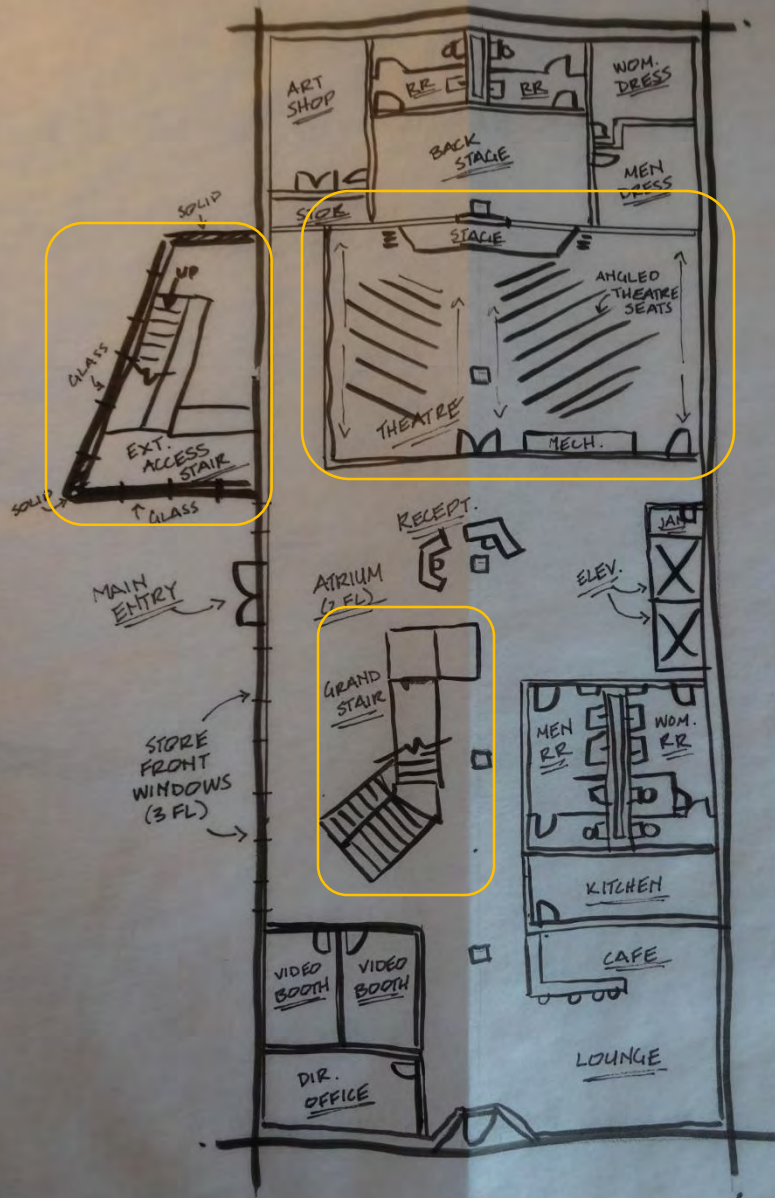 ART
SHOP
RR
RR
WOM.
DRESS
BACK
STAGE
MEN
DRESS
STOR
SOLID
STAGE
UP
ANGLED
THEATRE
SEATS
GLASS
THEATRE
MECH.
EXT.
ACCESS
STAIR
SOLID
GLASS
RECEPT.
JAN
MAIN
ENTRY
ATRIUM
(2 FL)
ELEV.
GRAND
STAIR
MEN
RR
WOM.
RR
STORE
FRONT
WINDOWS
(3 FL)
KITCHEN
CAFE
VIDEO
BOOTH
VIDEO
BOOTH
LOUNGE
DIR.
OFFICE